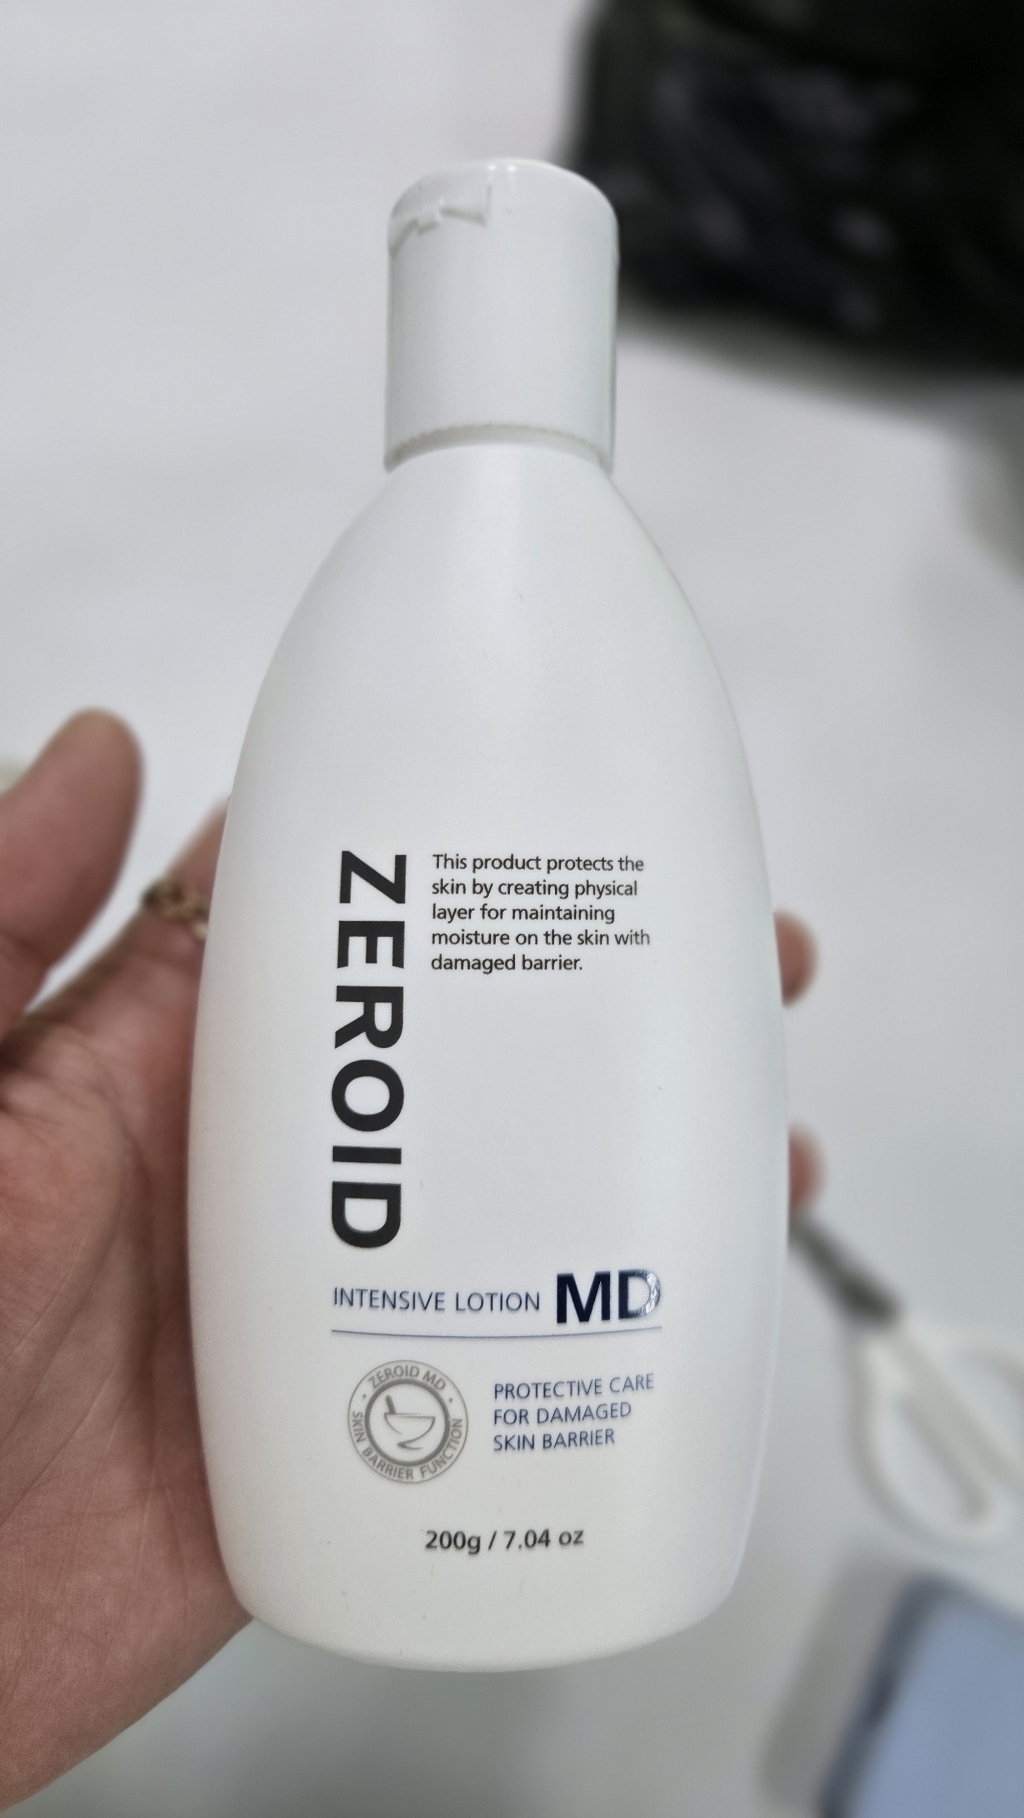 ZEROID
This product protects the
skin by creating physical
layer for maintaining
moisture on the skin with
damaged barrier.
INTENSIVE LOTION MD
ZEROID MD
SKIN BARRIER FUNCTION
PROTECTIVE CARE
FOR DAMAGED
SKIN BARRIER
200g / 7.04 oz